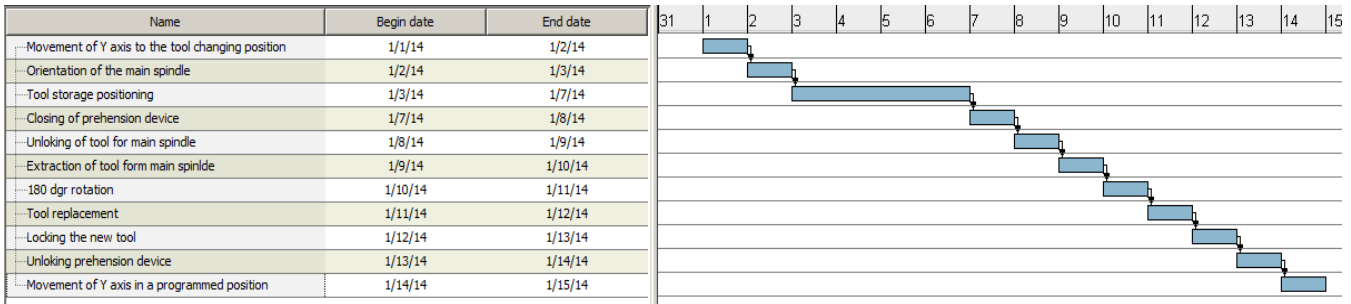 Name Begin date End date 31 1 2 3 4 5 6 7 8 9 10 11 12 13 14 15
Movement of Y axis to the tool changing position 1/1/14 1/2/14
Orientation of the main spindle 1/2/14 1/3/14
Tool storage positioning 1/3/14 1/7/14
Closing of prehension device 1/7/14 1/8/14
Unloking of tool for main spindle 1/8/14 1/9/14
Extraction of tool form main spinlde 1/9/14 1/10/14
180 dgr rotation 1/10/14 1/11/14
Tool replacement 1/11/14 1/12/14
Locking the new tool 1/12/14 1/13/14
Unloking prehension device 1/13/14 1/14/14
Movement of Y axis in a programmed position 1/14/14 1/15/14